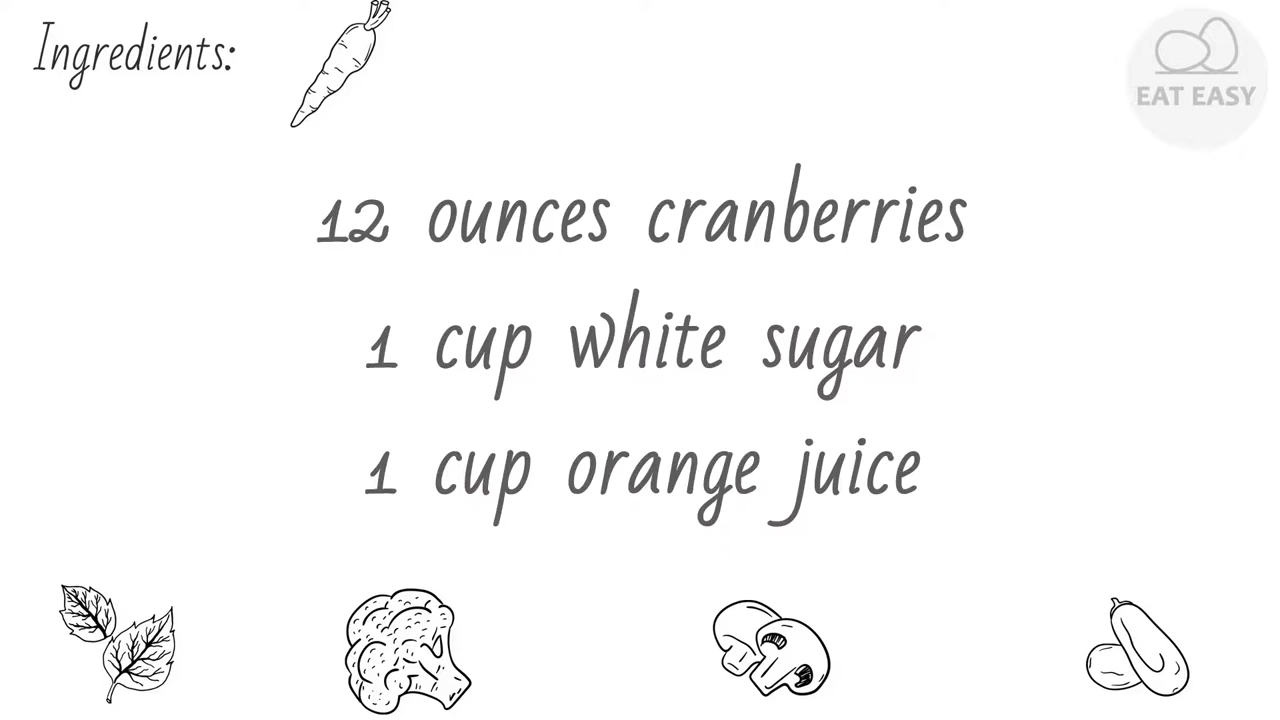 Ingredients:
EAT EASY
12 ounces cranberries
1 cup white sugar
1 cup orange juice